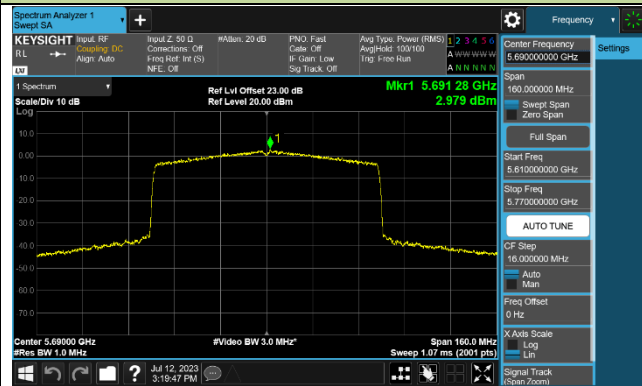 Spectrum Analyzer 1
Swept SA
Frequency
KEYSIGHT
RL
LXI
Input: RF
Coupling: DC
Align: Auto
Input Z: 50 Ω
Corrections: Off
Freq Ref: Int (S)
NFE: Off
#Atten: 20 dB
PNO: Fast
Gate: Off
IF Gain: Low
Sig Track: Off
Avg Type: Power (RMS)
Avg|Hold: 100/100
Trig: Free Run
1 2 3 4 5 6
A W W W W W
A N N N N N
1 Spectrum
Scale/Div 10 dB
Log
Ref Lvl Offset 23.00 dB
Ref Level 20.00 dBm
Mkr1 5.691 28 GHz
2.979 dBm
1
10.0
0.00
-10.0
-20.0
-30.0
-40.0
-50.0
-60.0
-70.0
Center 5.69000 GHz
#Res BW 1.0 MHz
#Video BW 3.0 MHz*
Span 160.0 MHz
Sweep 1.07 ms (2001 pts)
Center Frequency
5.690000000 GHz
Span
160.000000 MHz
Swept Span
Zero Span
Full Span
Start Freq
5.610000000 GHz
Stop Freq
5.770000000 GHz
AUTO TUNE
CF Step
16.000000 MHz
Auto
Man
Freq Offset
0 Hz
X Axis Scale
Log
Lin
Signal Track
(Span Zoom)
Settings
Jul 12, 2023
3:19:47 PM